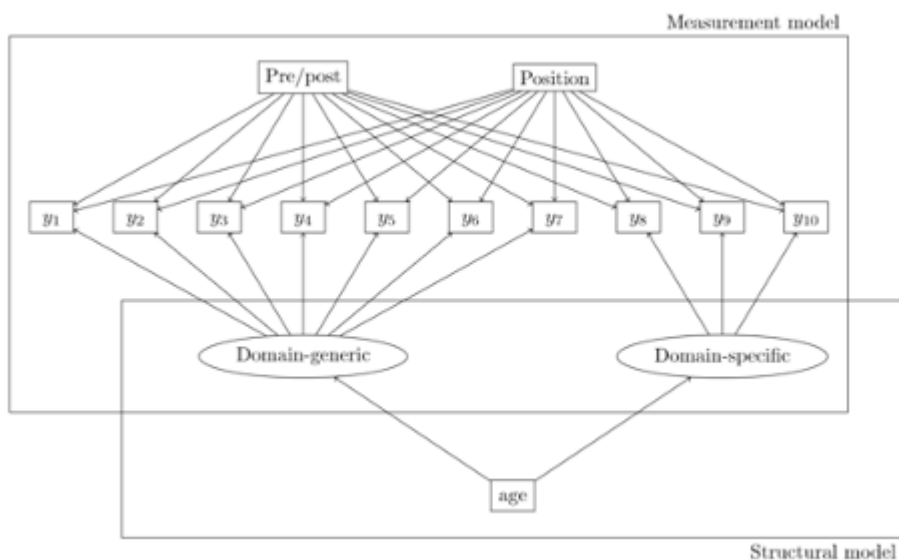 Measurement model
Pre/post
Position
y1
y2
y3
y4
y5
y6
y7
y8
y9
y10
Domain-generic
Domain-specific
age
Structural model